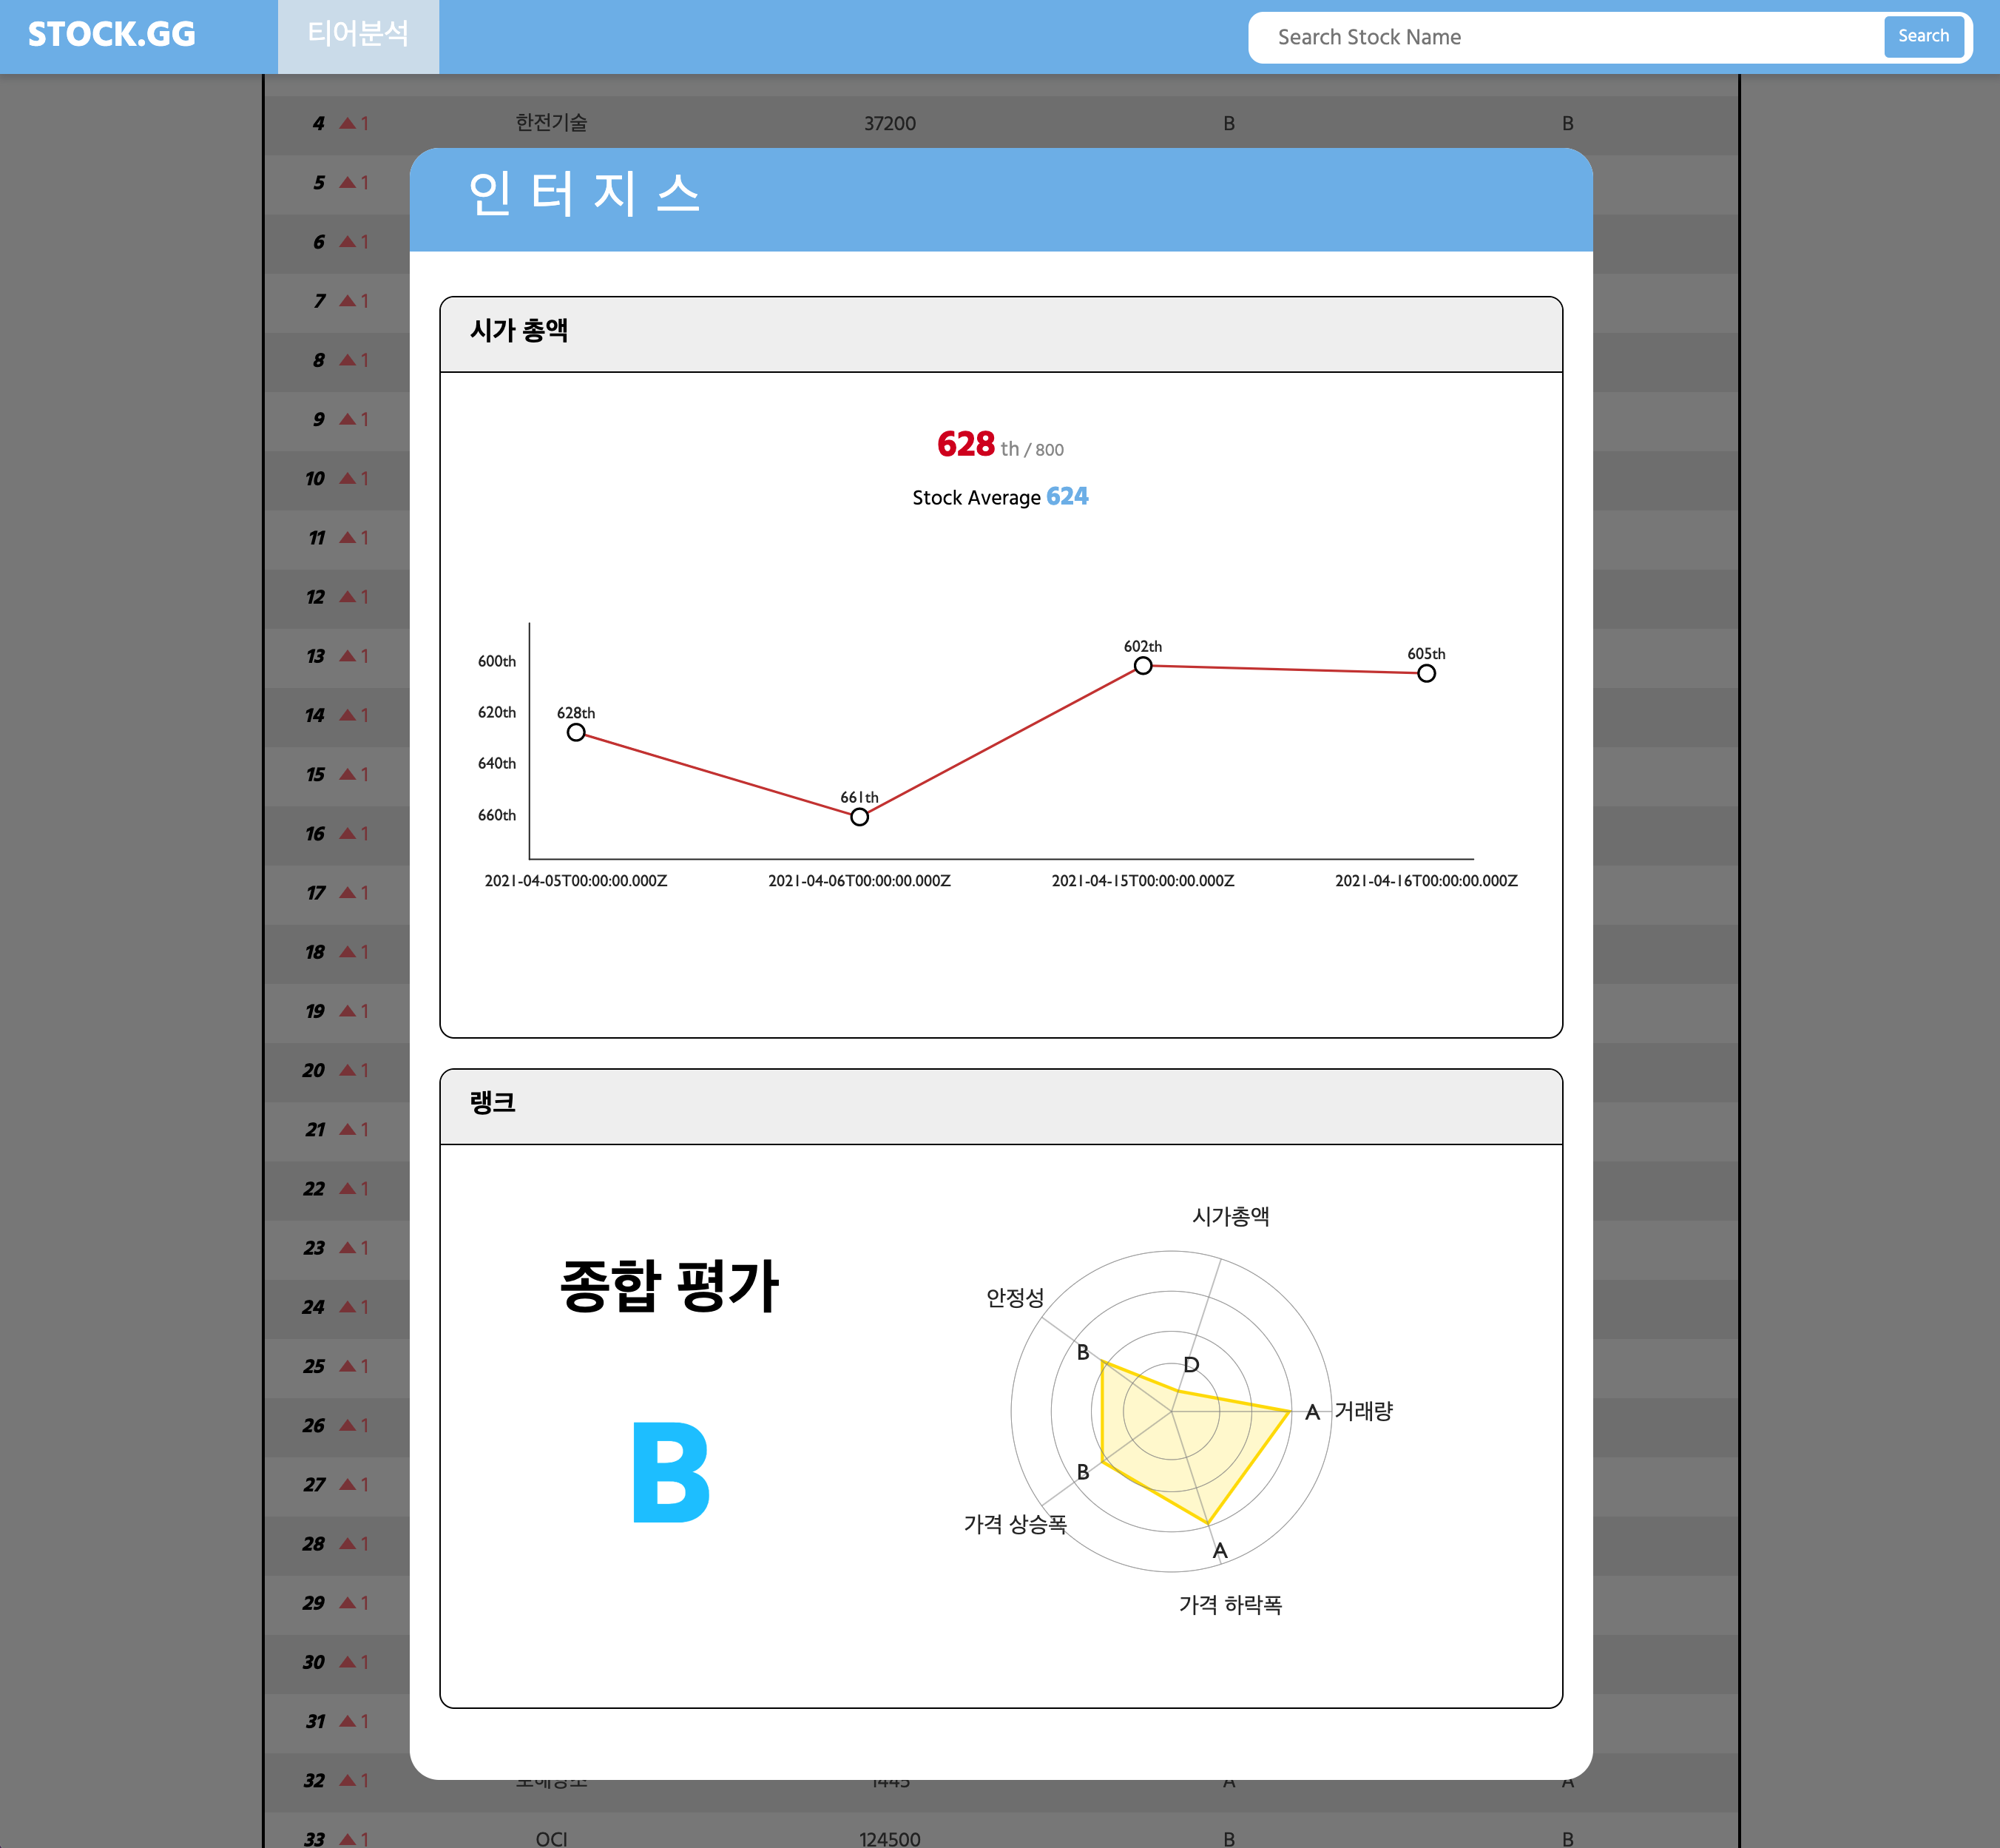 STOCK.GG 티어분석 Search Stock Name Search
4 ▲1 한전기술 37200 B B
5 ▲1
인터지스
6 ▲1
7 ▲1
시가 총액
8 ▲1
9 ▲1
628 th / 800
10 ▲1
Stock Average 624
11 ▲1
12 ▲1
602th
605th
13 ▲1
600th
628th
620th
14 ▲1
640th
15 ▲1
661th
660th
16 ▲1
2021-04-05T00:00:00.000Z 2021-04-06T00:00:00.000Z 2021-04-15T00:00:00.000Z 2021-04-16T00:00:00.000Z
17 ▲1
18 ▲1
19 ▲1
20 ▲1
랭크
21 ▲1
22 ▲1
시가총액
23 ▲1
종합 평가
안정성
24 ▲1
B
D
25 ▲1
A 거래량
26 ▲1
B
B
27 ▲1
가격 상승폭
28 ▲1
A
가격 하락폭
29 ▲1
30 ▲1
31 ▲1
32 ▲1 1445 A A
33 ▲1 OCI 124500 B B